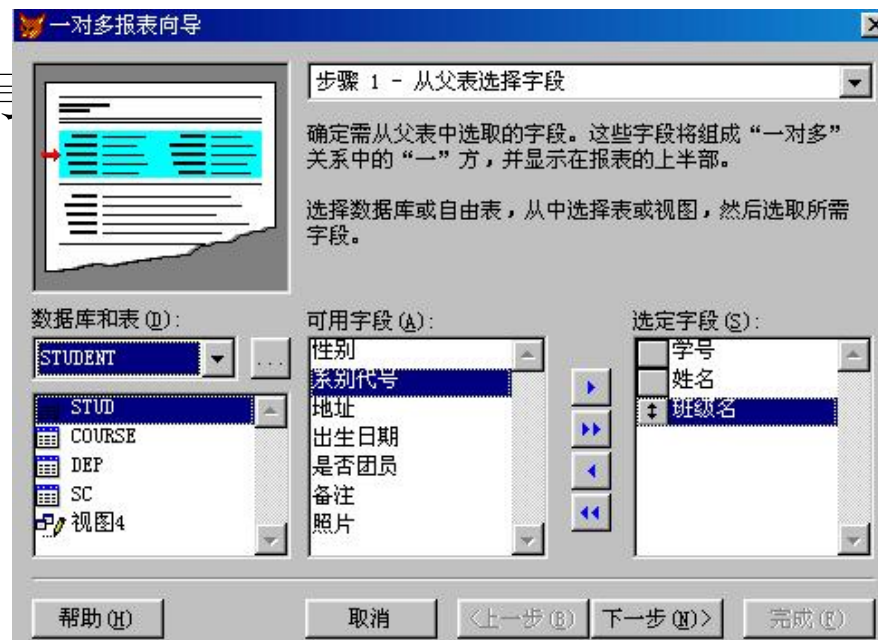 一对多报表向导
步骤 1 - 从父表选择字段
确定需从父表中选取的字段。这些字段将组成“一对多”
关系中的“一”方，并显示在报表的上半部。
选择数据库或自由表，从中选择表或视图，然后选取所需
字段。
数据库和表(D):
STUDENT
...
STUD
COURSE
DEP
SC
视图4
可用字段(A):
性别
系别代号
地址
出生日期
是否团员
备注
照片
选定字段(S):
学号
姓名
班级名
帮助(H)
取消
<上一步(B)
下一步(N)>
完成(F)